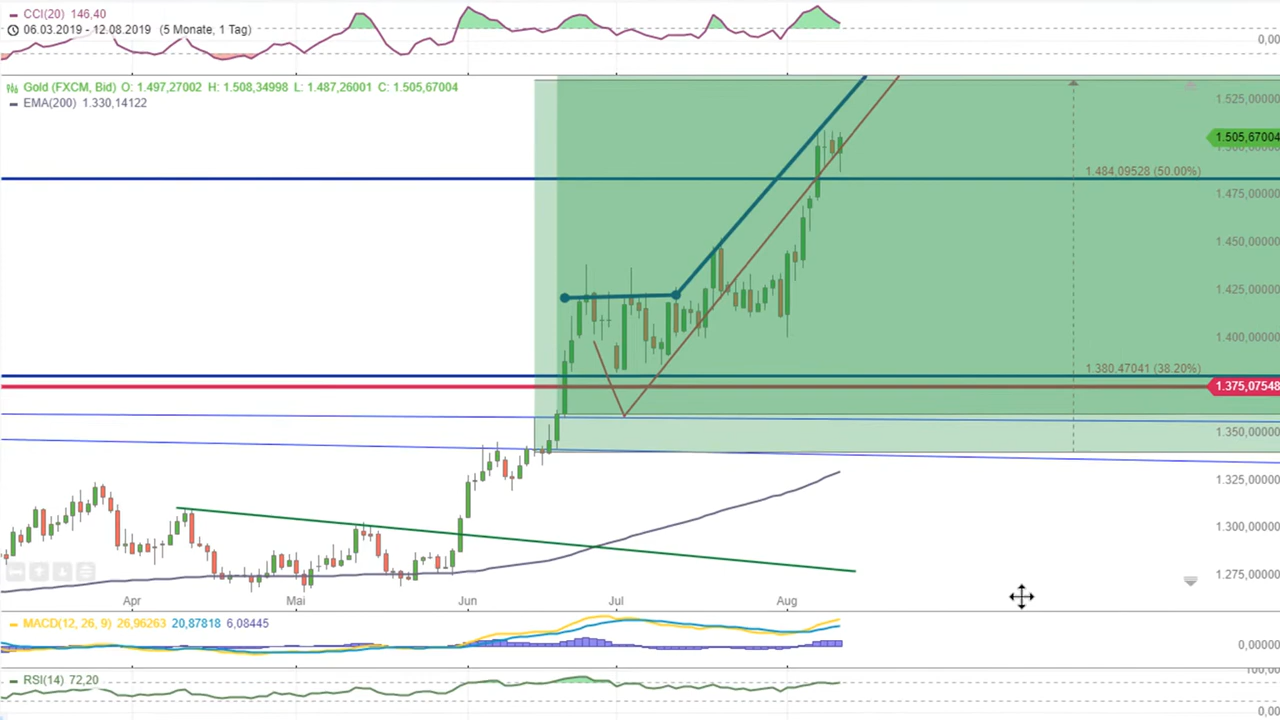 CCI(20) 146,40
06.03.2019 - 12.08.2019 (5 Monate, 1 Tag)
0,00
Gold (FXCM, Bid) O: 1.497,27002 H: 1.508,34998 L: 1.487,26001 C: 1.505,67004
EMA(200) 1.330,14122
1.525,00000
1.505,67004
1.484,09528 (50.00%)
1.475,00000
1.450,00000
1.425,00000
1.400,00000
1.380,47041 (38.20%)
1.375,07548
1.350,00000
1.325,00000
1.300,00000
1.275,00000
Apr Mai Jun Jul Aug
MACD(12, 26, 9) 26,96263 20,87818 6,08445
0,00000
RSI(14) 72,20
100,00
0,00